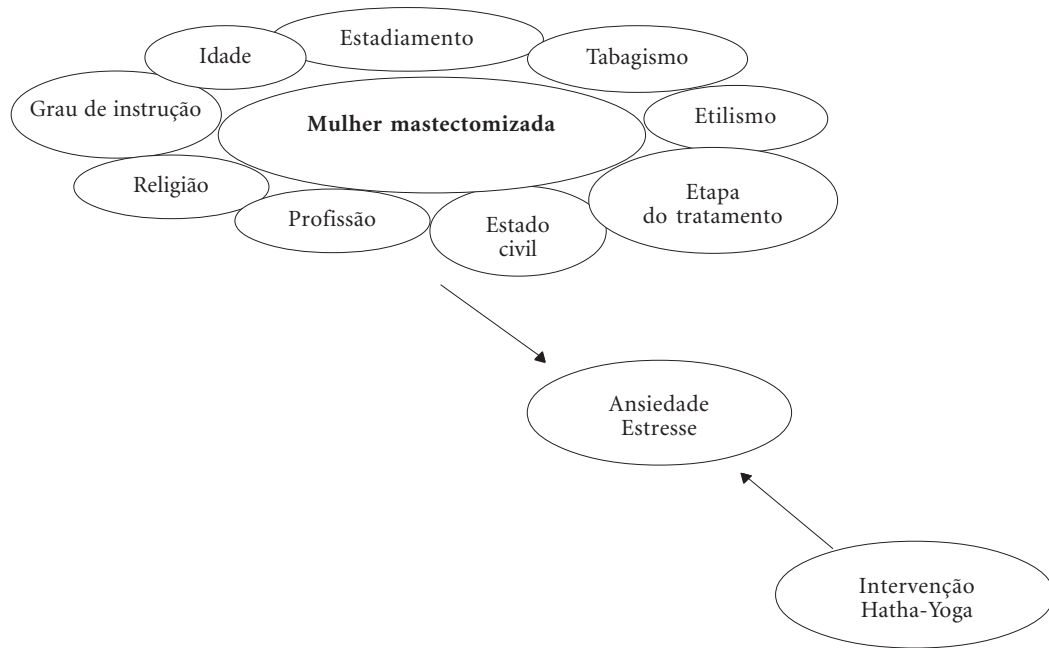 Estadiamento
Idade
Tabagismo
Grau de instrução
Mulher mastectomizada
Etilismo
Religião
Etapa
do tratamento
Profissão
Estado
civil
Ansiedade
Estresse
Intervenção
Hatha-Yoga